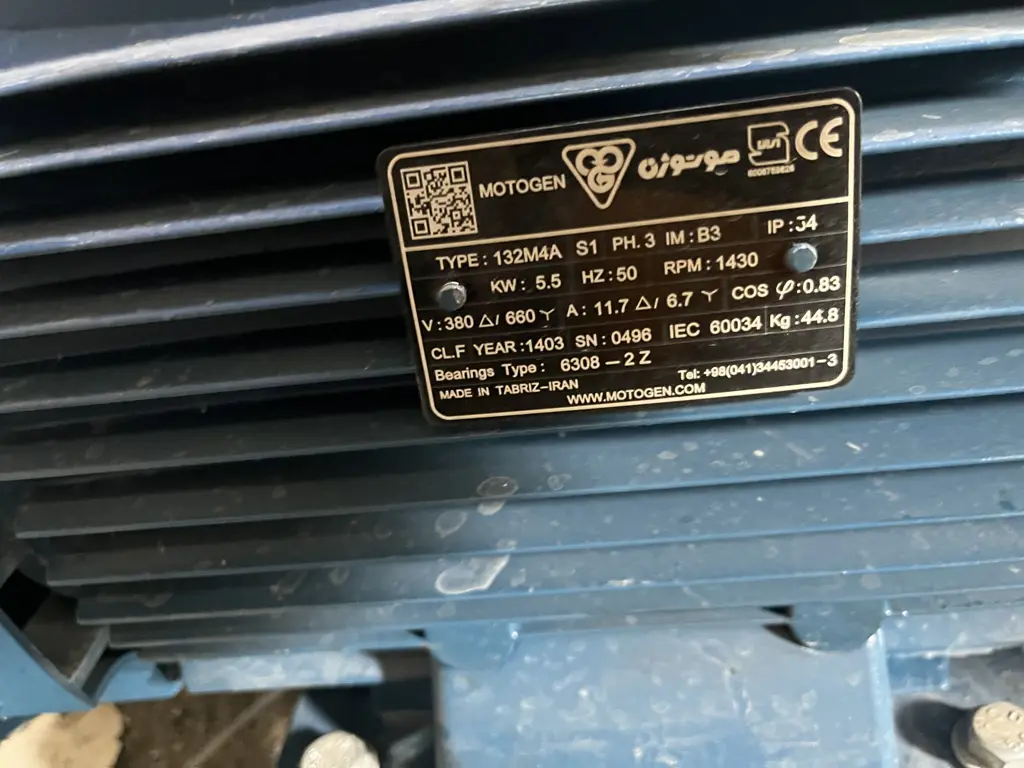 MOTOGEN موتوژن CE
TYPE : 132M4A S1 PH. 3 IM : B3 IP : 54
KW : 5.5 HZ : 50 RPM : 1430
V : 380 △/ 660 Y A : 11.7 △/ 6.7 Y COS φ : 0.83
CL.F YEAR : 1403 SN : 0496 IEC 60034 Kg : 44.8
Bearings Type : 6308 – 2 Z
Tel: +98(041)34453001-3
MADE IN TABRIZ-IRAN
WWW.MOTOGEN.COM